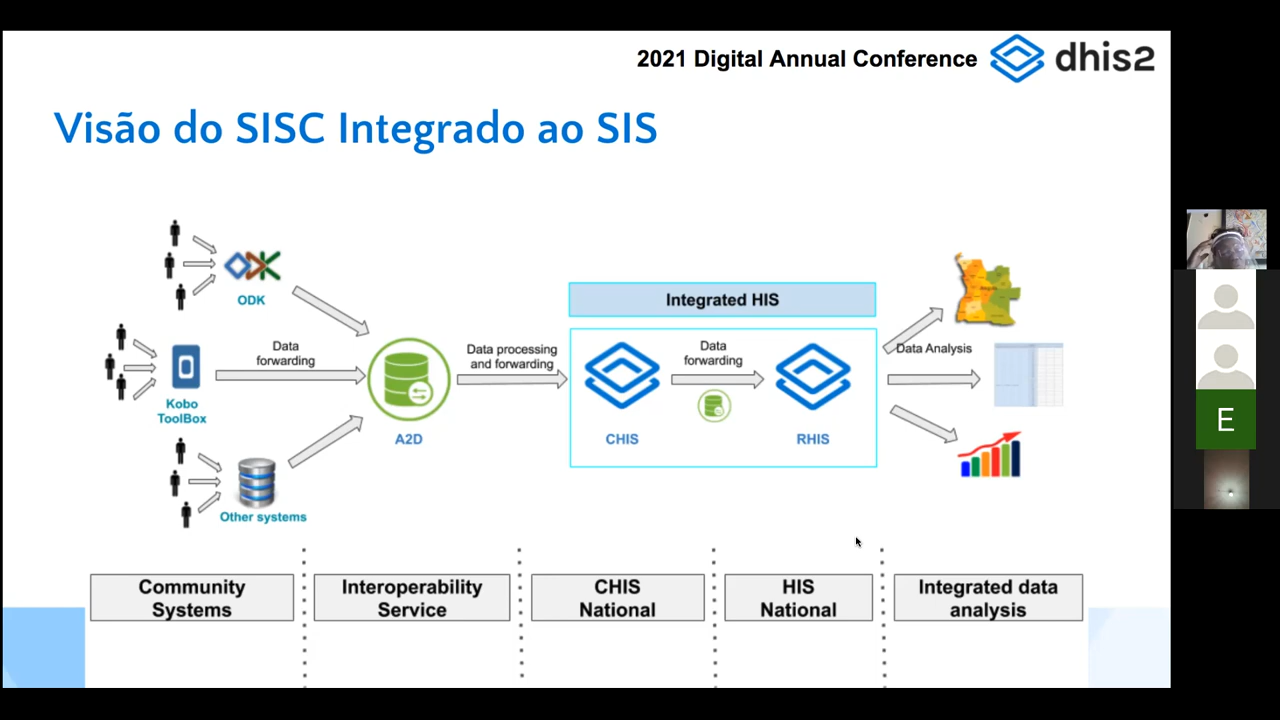 2021 Digital Annual Conference
dhis2
Visão do SISC Integrado ao SIS
ODK
Data
forwarding
Kobo
ToolBox
Other systems
A2D
Data processing
and forwarding
Integrated HIS
CHIS
Data
forwarding
RHIS
Data Analysis
Community
Systems
Interoperability
Service
CHIS
National
HIS
National
Integrated data
analysis
E